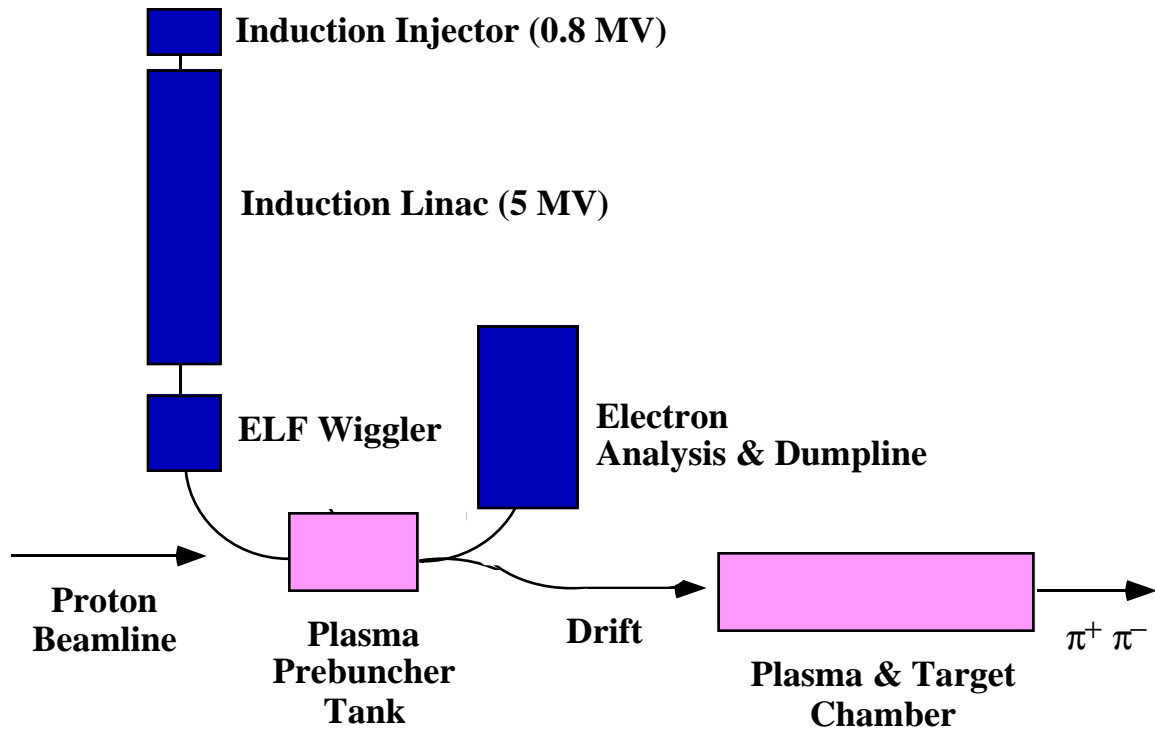 Induction Injector (0.8 MV)
Induction Linac (5 MV)
ELF Wiggler
Electron
Analysis & Dumpline
Proton
Beamline
Plasma
Prebuncher
Tank
Drift
π+ π−
Plasma & Target
Chamber